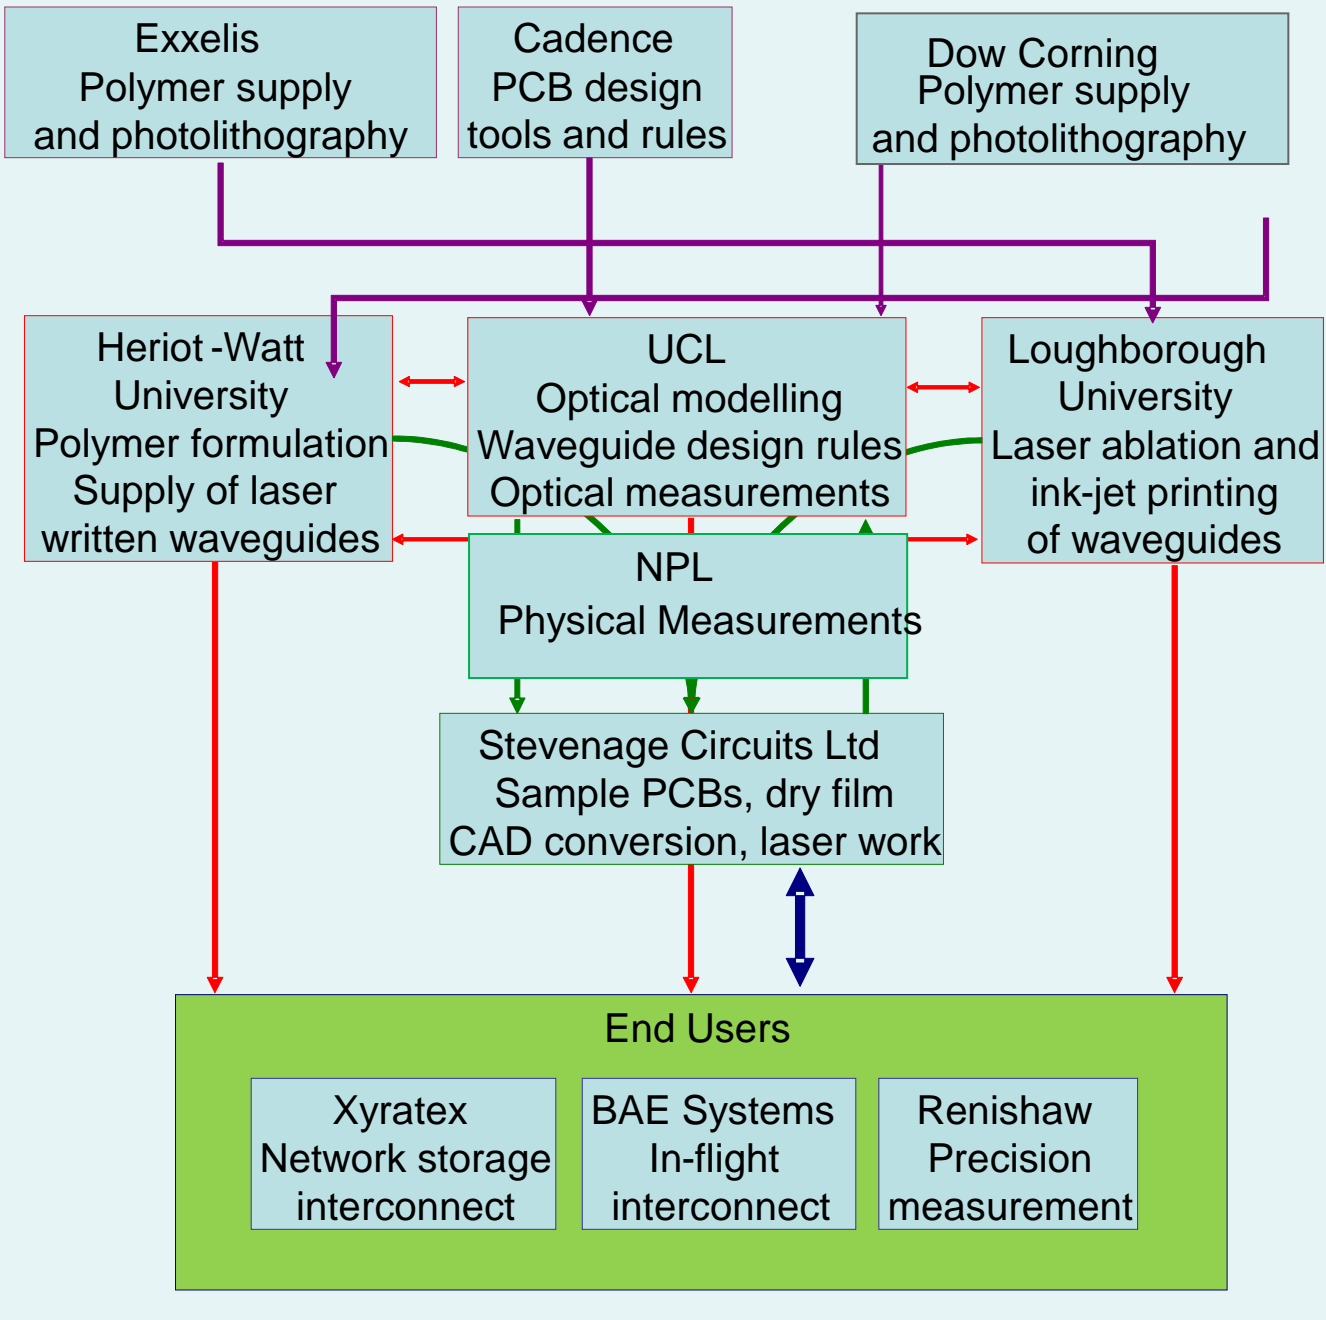 Exxelis
Polymer supply
and photolithography
Cadence
PCB design
tools and rules
Dow Corning
Polymer supply
and photolithography
Heriot -Watt
University
Polymer formulation
Supply of laser
written waveguides
UCL
Optical modelling
Waveguide design rules
Optical measurements
Loughborough
University
Laser ablation and
ink-jet printing
of waveguides
NPL
Physical Measurements
Stevenage Circuits Ltd
Sample PCBs, dry film
CAD conversion, laser work
End Users
Xyratex
Network storage
interconnect
BAE Systems
In-flight
interconnect
Renishaw
Precision
measurement